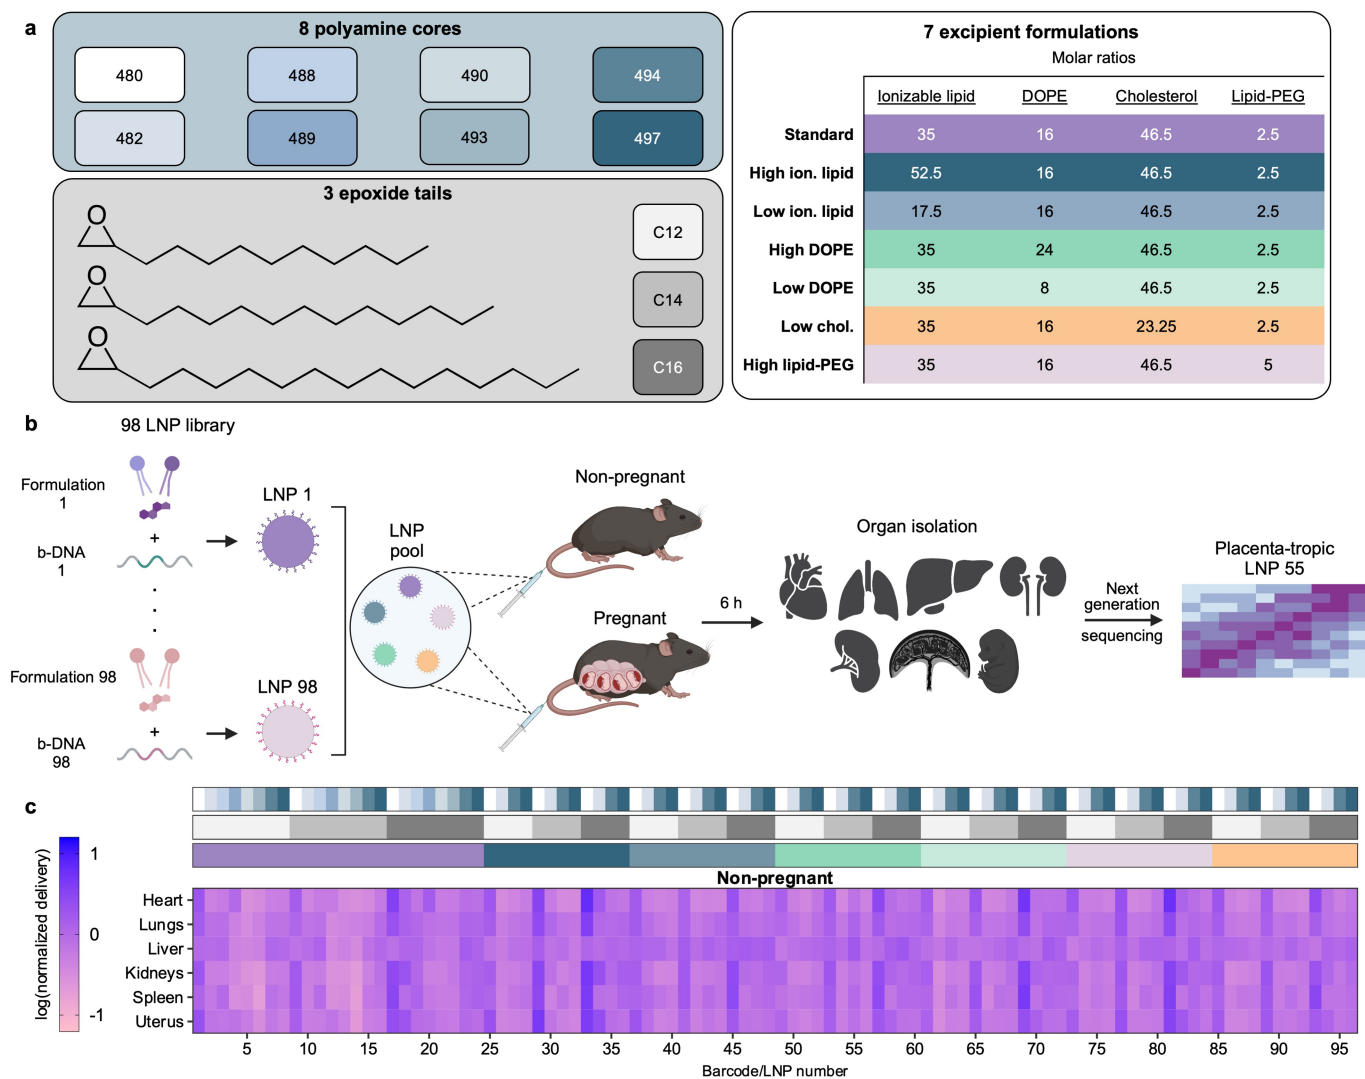 a
8 polyamine cores
480
488
490
494
482
489
493
497
3 epoxide tails
O
C12
O
C14
O
C16
7 excipient formulations
Molar ratios
Ionizable lipid DOPE Cholesterol Lipid-PEG
Standard 35 16 46.5 2.5
High ion. lipid 52.5 16 46.5 2.5
Low ion. lipid 17.5 16 46.5 2.5
High DOPE 35 24 46.5 2.5
Low DOPE 35 8 46.5 2.5
Low chol. 35 16 23.25 2.5
High lipid-PEG 35 16 46.5 5
b
98 LNP library
Formulation
1
+
b-DNA
1
Formulation 98
+
b-DNA
98
LNP 1
LNP 98
LNP
pool
Non-pregnant
Pregnant
6 h
Organ isolation
Next
generation
sequencing
Placenta-tropic
LNP 55
c
log(normalized delivery)
1
0
-1
Non-pregnant
Heart
Lungs
Liver
Kidneys
Spleen
Uterus
5 10 15 20 25 30 35 40 45 50 55 60 65 70 75 80 85 90 95
Barcode/LNP number